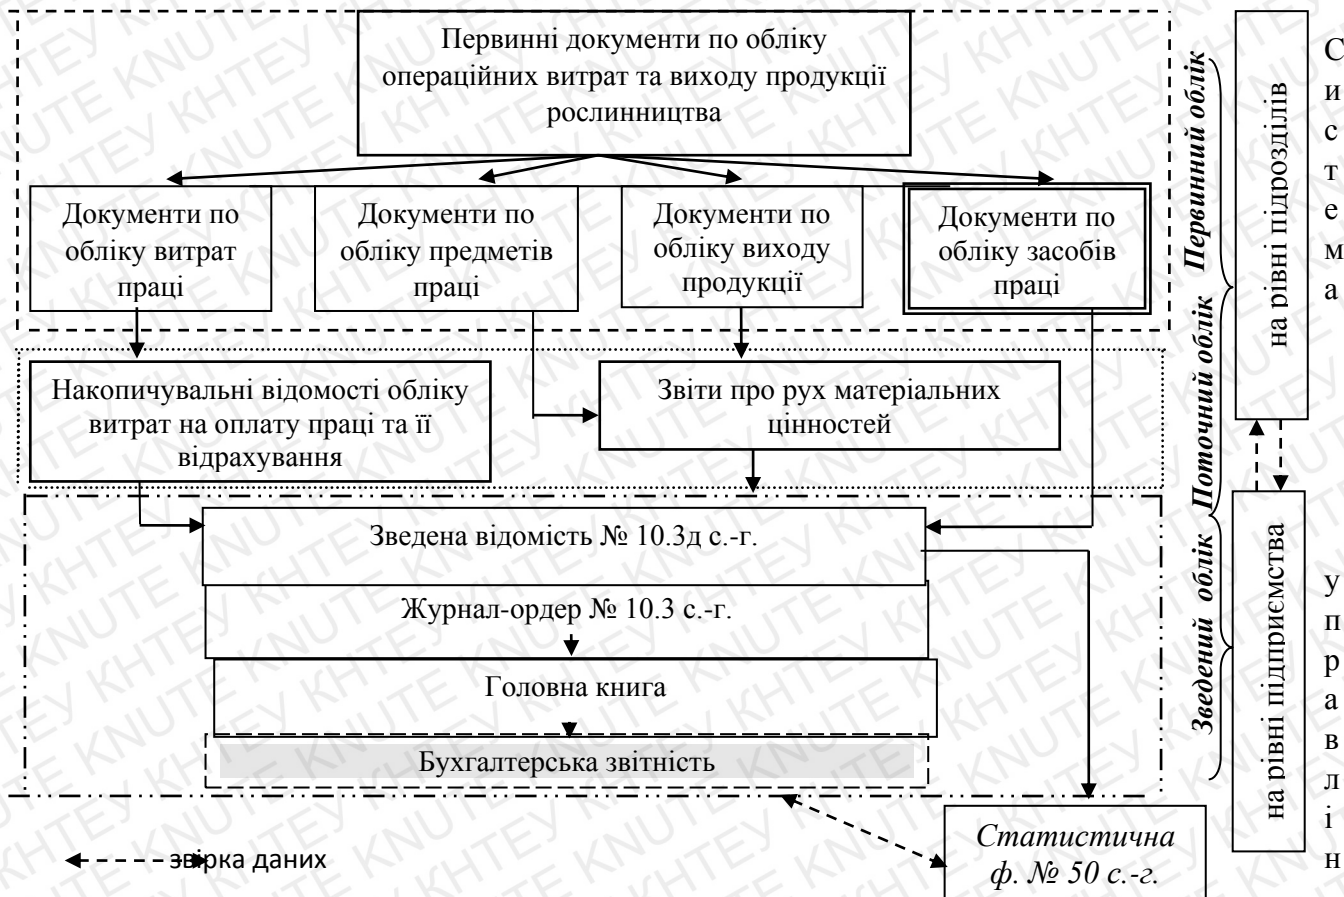 Первинні документи по обліку
операційних витрат та виходу продукції
рослинництва
Документи по
обліку витрат
праці
Документи по
обліку предметів
праці
Документи по
обліку виходу
продукції
Документи по
обліку засобів
праці
Накопичувальні відомості обліку
витрат на оплату праці та її
відрахування
Звіти про рух матеріальних
цінностей
Зведена відомість № 10.3д с.-г.
Журнал-ордер № 10.3 с.-г.
Головна книга
Бухгалтерська звітність
Статистична
ф. № 50 с.-г.
звірка даних
Первинний облік
Поточний облік
Зведений облік
на рівні підрозділів
на рівні підприємства
С
и
с
т
е
м
а
у
п
р
а
в
л
і
н
KNUTE КНТЕУ